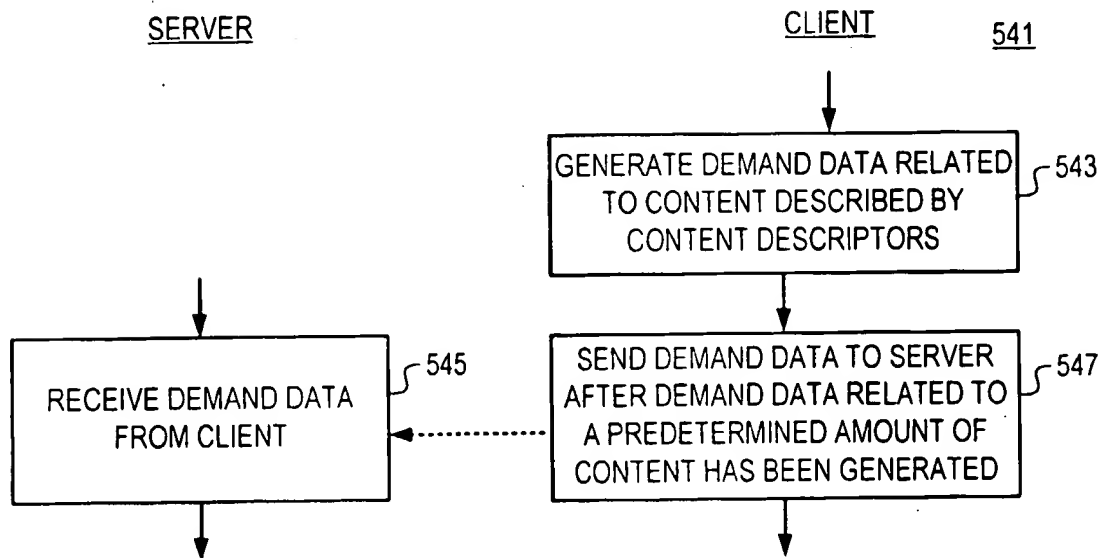 SERVER
CLIENT
541
GENERATE DEMAND DATA RELATED
TO CONTENT DESCRIBED BY
CONTENT DESCRIPTORS
543
RECEIVE DEMAND DATA
FROM CLIENT
545
SEND DEMAND DATA TO SERVER
AFTER DEMAND DATA RELATED TO
A PREDETERMINED AMOUNT OF
CONTENT HAS BEEN GENERATED
547